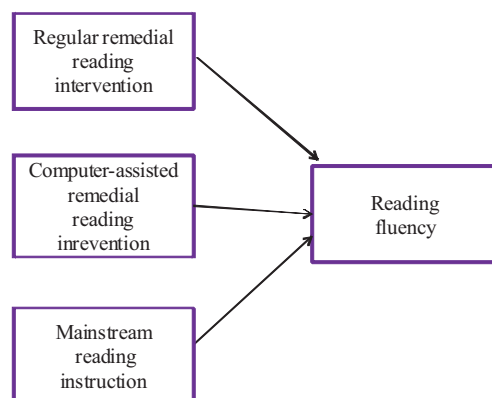 Regular remedial
reading
intervention
Computer-assisted
remedial
reading
inrevention
Reading
fluency
Mainstream
reading
instruction